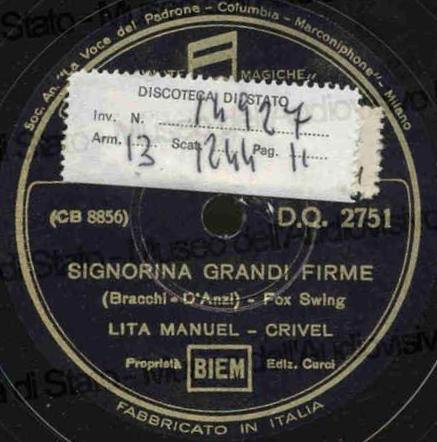 Soc. An. "La Voce del Padrone - Columbia - Marconiphone" - Milano
MAGICHE"
DISCOTECA DI STATO
Inv. N. 14927
Arm. 13 Scat. 1244 Pag. 11
(CB 8856)
D.Q. 2751
SIGNORINA GRANDI FIRME
(Bracchi - D'Anzi) - Fox Swing
LITA MANUEL - CRIVEL
Proprietà BIEM Ediz. Curci
FABBRICATO IN ITALIA